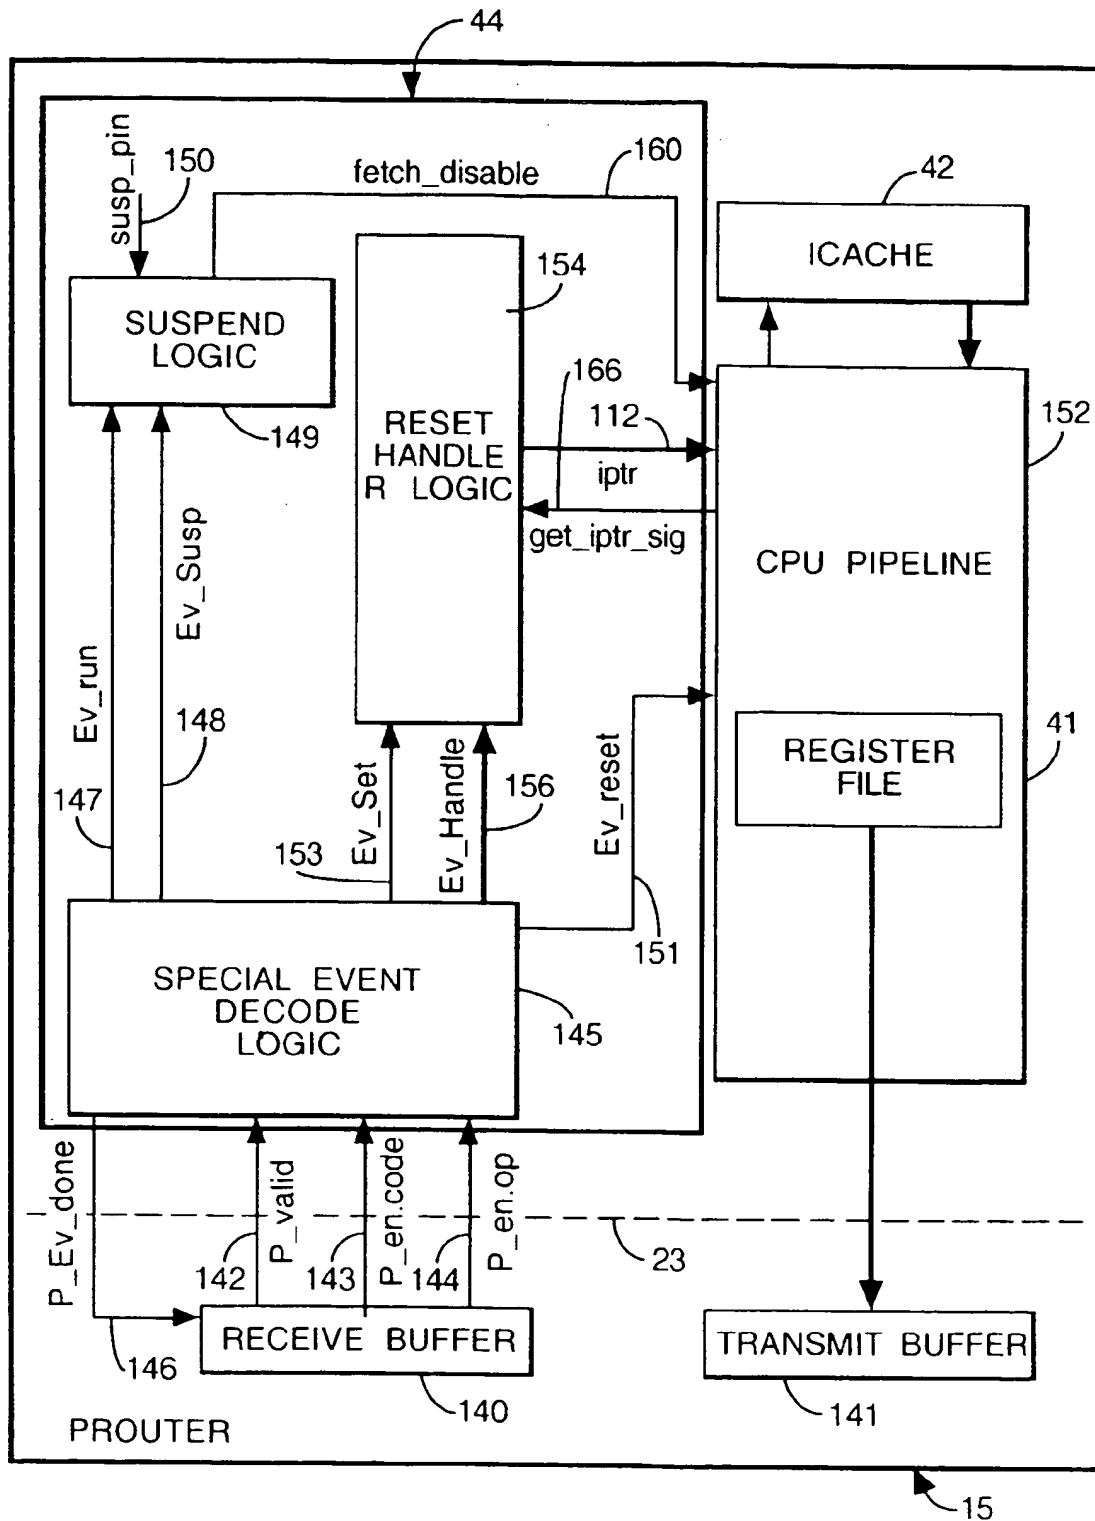 44
susp_pin
150
fetch_disable
160
42
ICACHE
154
SUSPEND
LOGIC
166
149
RESET
HANDLE
R LOGIC
112
iptr
152
get_iptr_sig
CPU PIPELINE
Ev_Susp
Ev_run
148
147
Ev_Set
153
Ev_Handle
156
Ev_reset
REGISTER
FILE
41
151
SPECIAL EVENT
DECODE
LOGIC
145
P_Ev_done
142
P_valid
143
P_en.code
144
P_en.op
23
146
RECEIVE BUFFER
TRANSMIT BUFFER
140
141
PROUTER
15